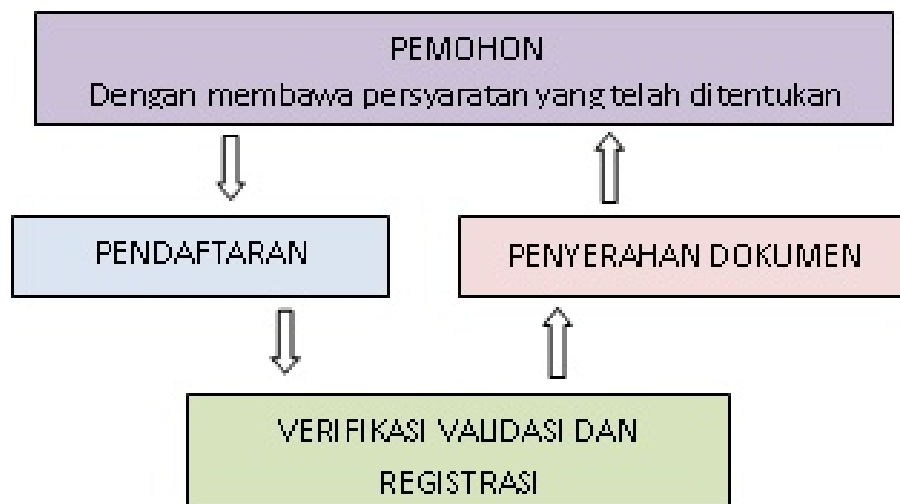 PEMOHON
Dengan membawa persyaratan yang telah ditentukan
PENDAFTARAN
PENYERAHAN DOKUMEN
VERIFIKASI VALIDASI DAN
REGISTRASI